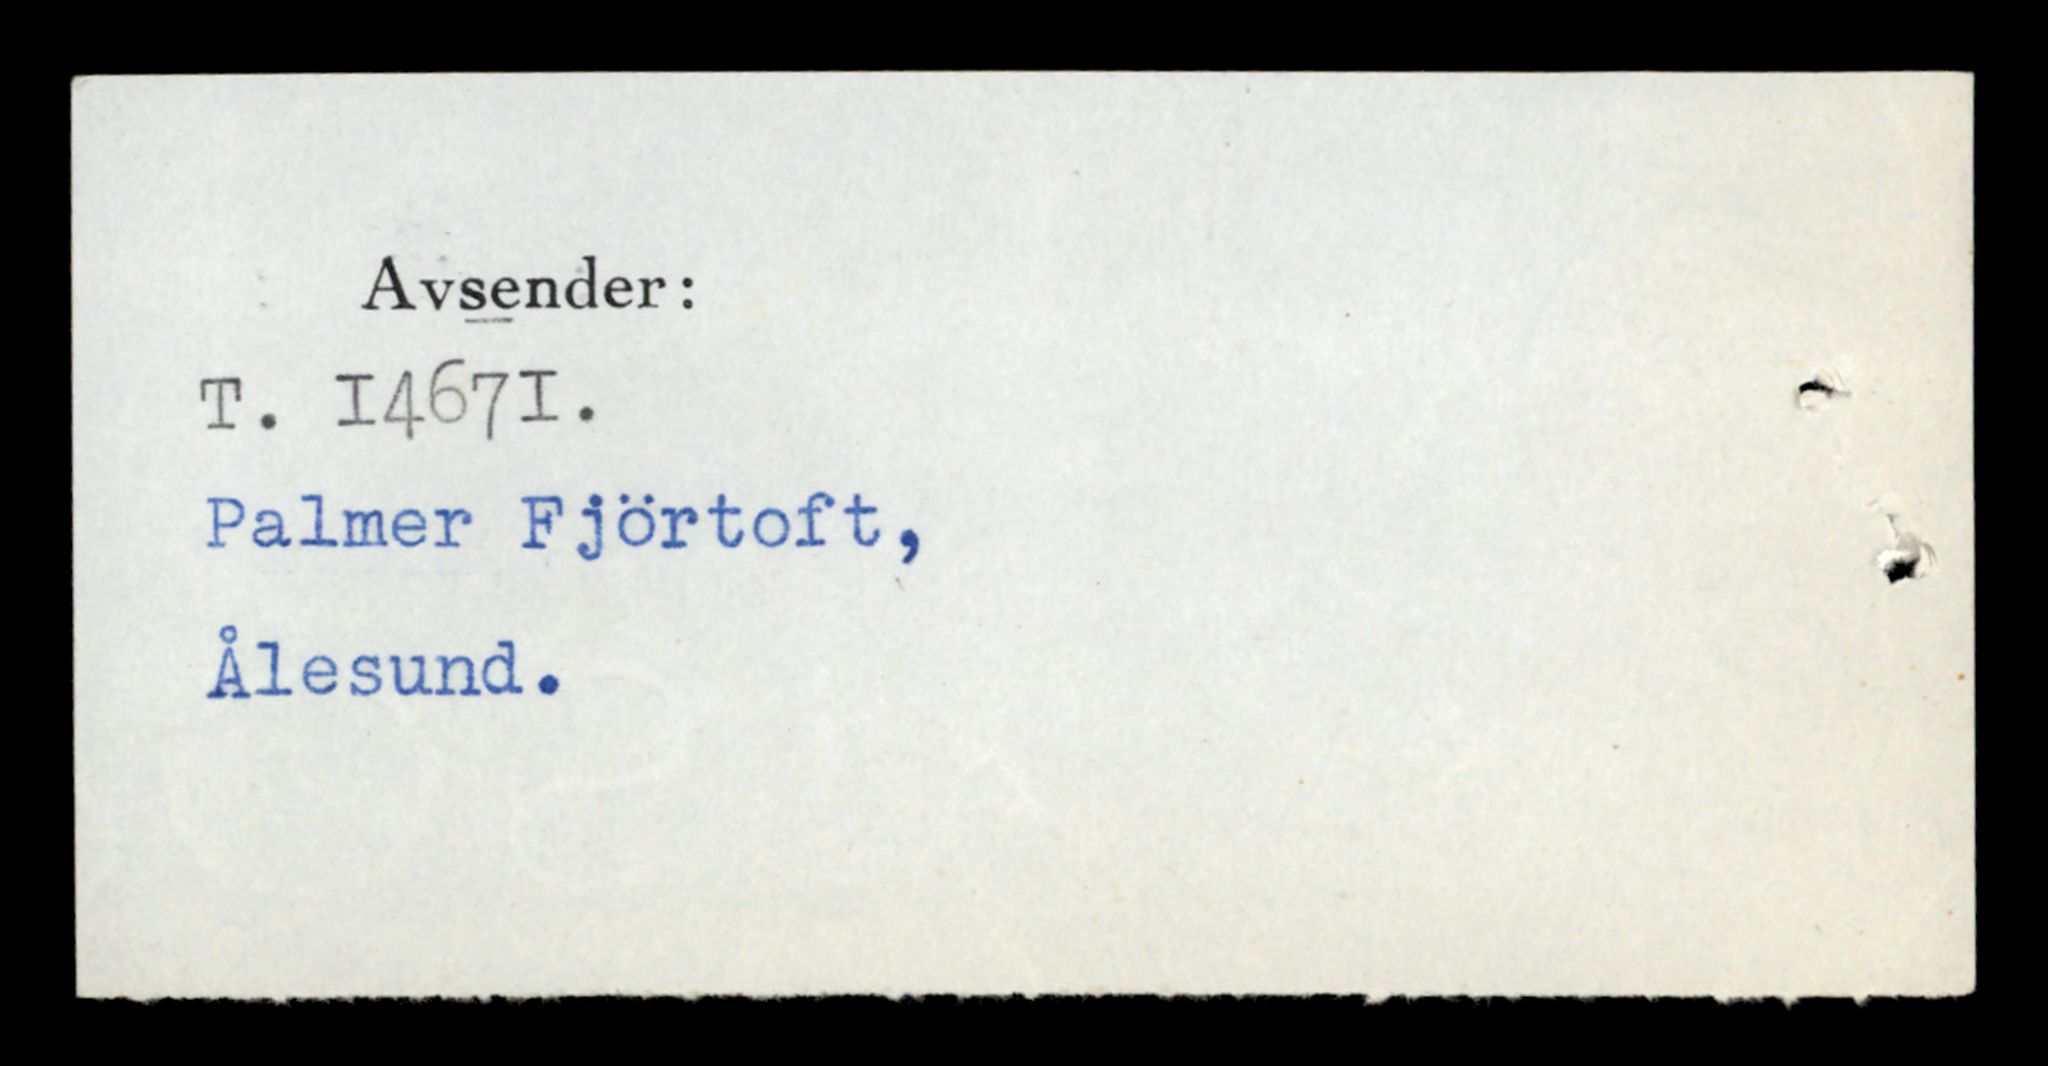 Avsender:
T. I467I.
Palmer Fjörtoft,
Ålesund.